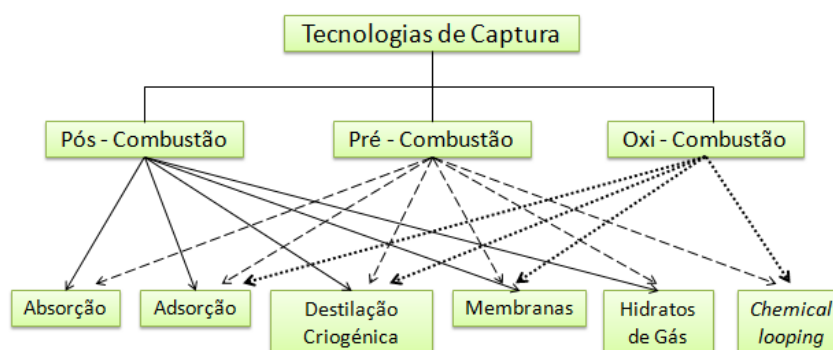 Tecnologias de Captura
Pós - Combustão
Pré - Combustão
Oxi - Combustão
Absorção
Adsorção
Destilação
Criogénica
Membranas
Hidratos
de Gás
Chemical
looping